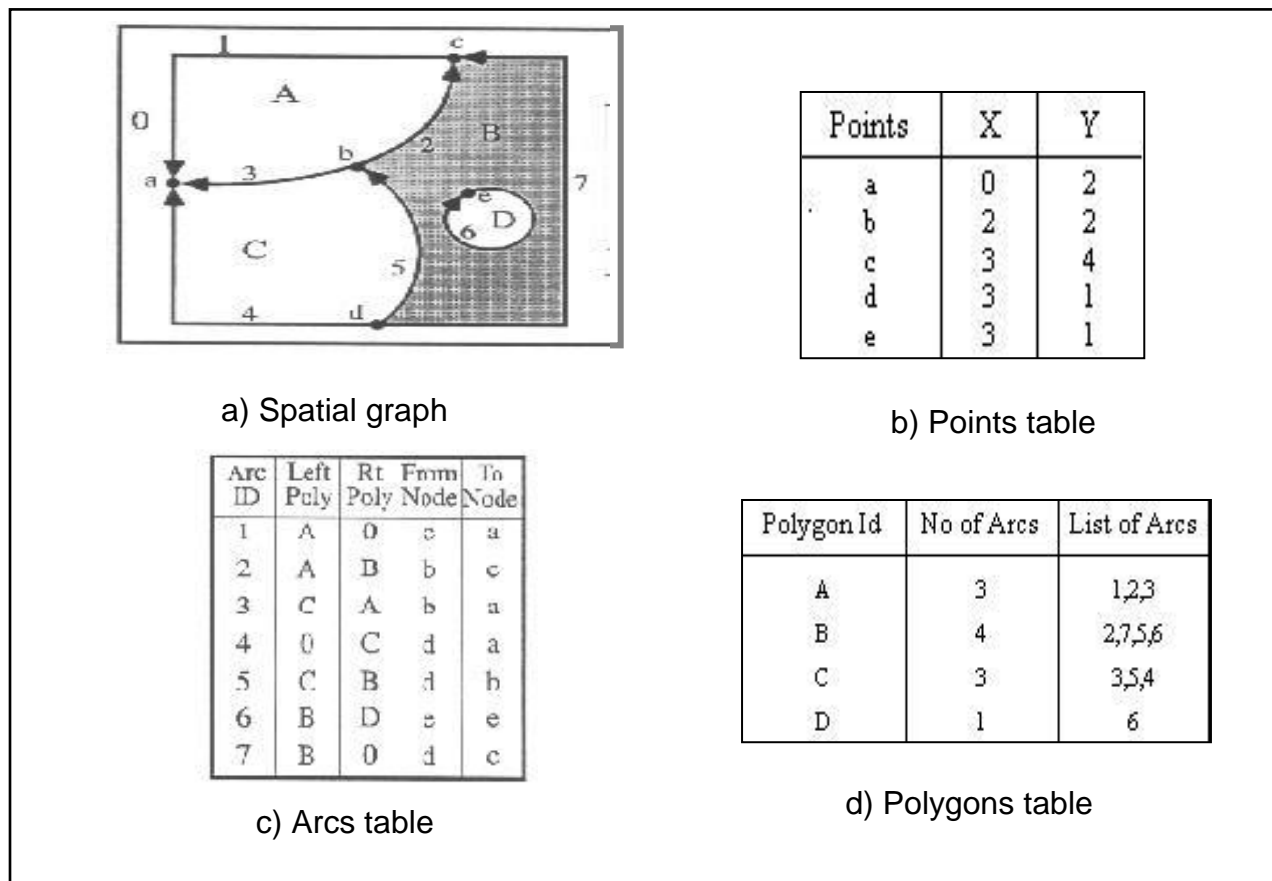 1
c
A
0
B
2
b
3
a
7
e
D
6
C
5
4
d
a) Spatial graph
Points X Y
a 0 2
b 2 2
c 3 4
d 3 1
e 3 1
b) Points table
Arc Left Rt From To
ID Poly Poly Node Node
1 A 0 c a
2 A B b c
3 C A b a
4 0 C d a
5 C B d b
6 B D e e
7 B 0 d c
c) Arcs table
Polygon Id No of Arcs List of Arcs
A 3 1,2,3
B 4 2,7,5,6
C 3 3,5,4
D 1 6
d) Polygons table